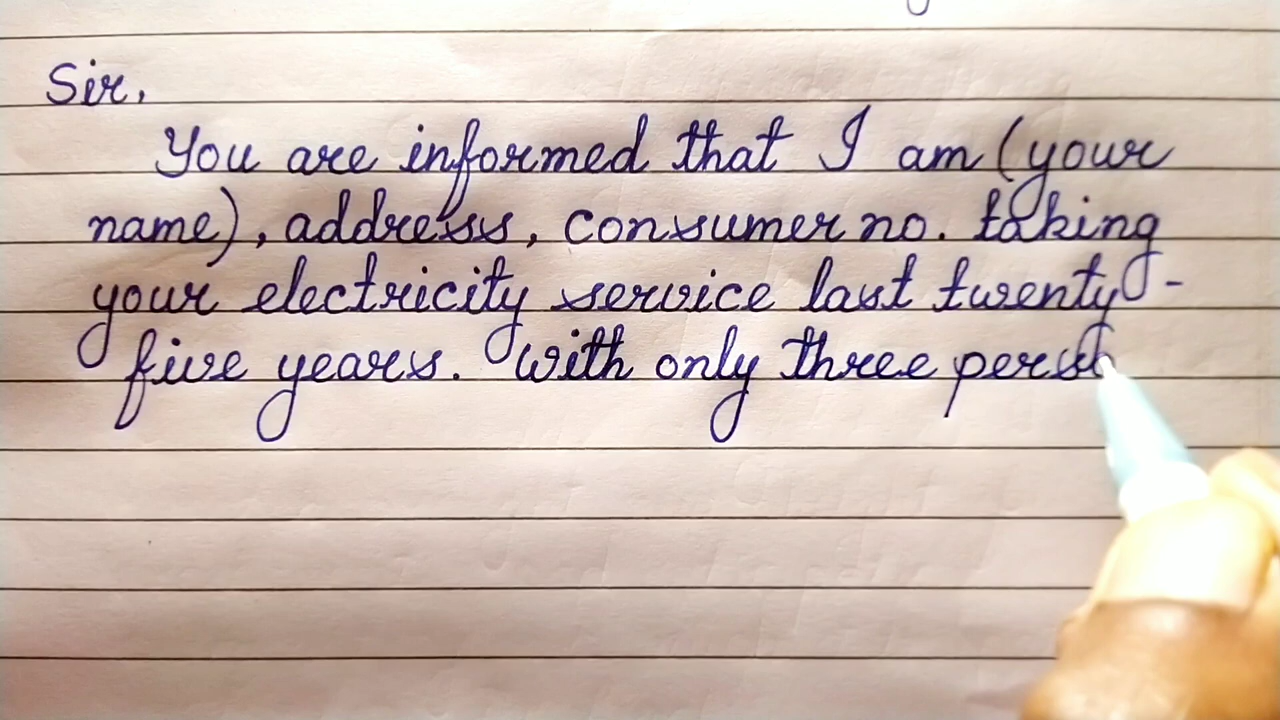 Sir,
You are informed that I am (your
name), address, consumer no. taking
your electricity service last twenty-
five years. With only three perso